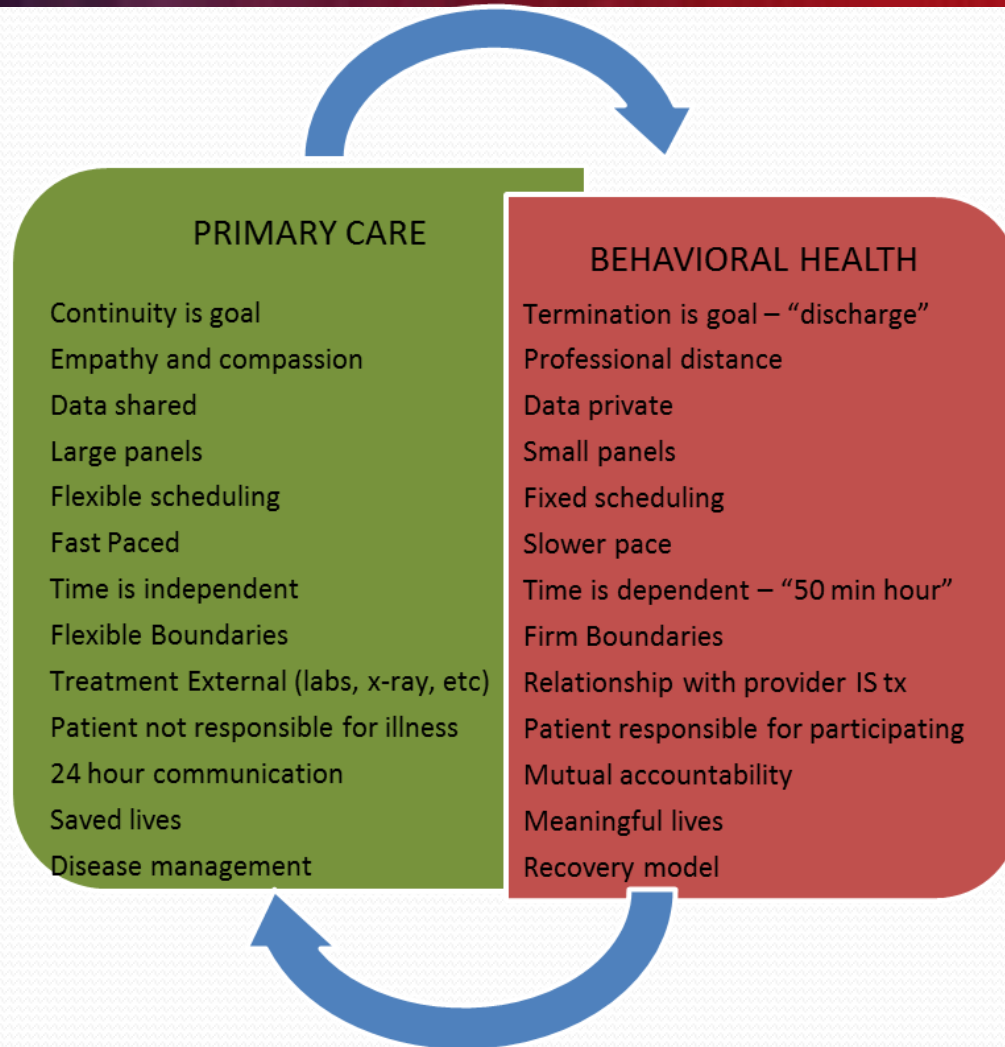 PRIMARY CARE
Continuity is goal
Empathy and compassion
Data shared
Large panels
Flexible scheduling
Fast Paced
Time is independent
Flexible Boundaries
Treatment External (labs, x-ray, etc)
Patient not responsible for illness
24 hour communication
Saved lives
Disease management
BEHAVIORAL HEALTH
Termination is goal – “discharge”
Professional distance
Data private
Small panels
Fixed scheduling
Slower pace
Time is dependent – “50 min hour”
Firm Boundaries
Relationship with provider IS tx
Patient responsible for participating
Mutual accountability
Meaningful lives
Recovery model